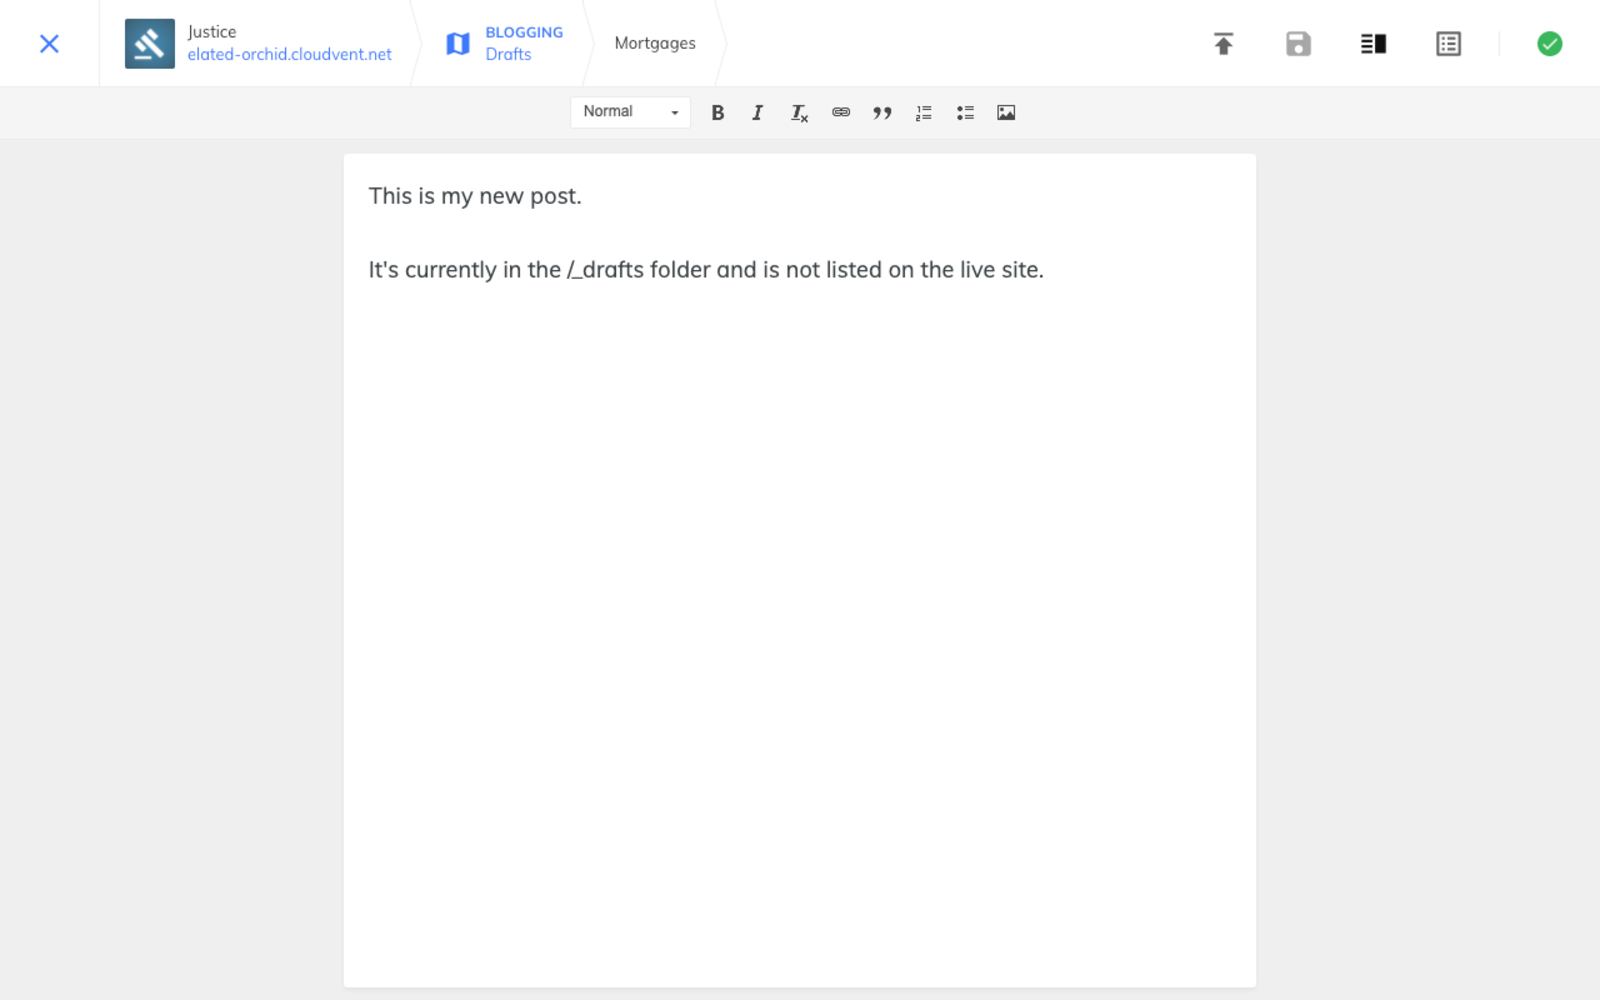 Justice
elated-orchid.cloudvent.net
BLOGGING
Drafts
Mortgages
Normal
This is my new post.
It's currently in the /_drafts folder and is not listed on the live site.